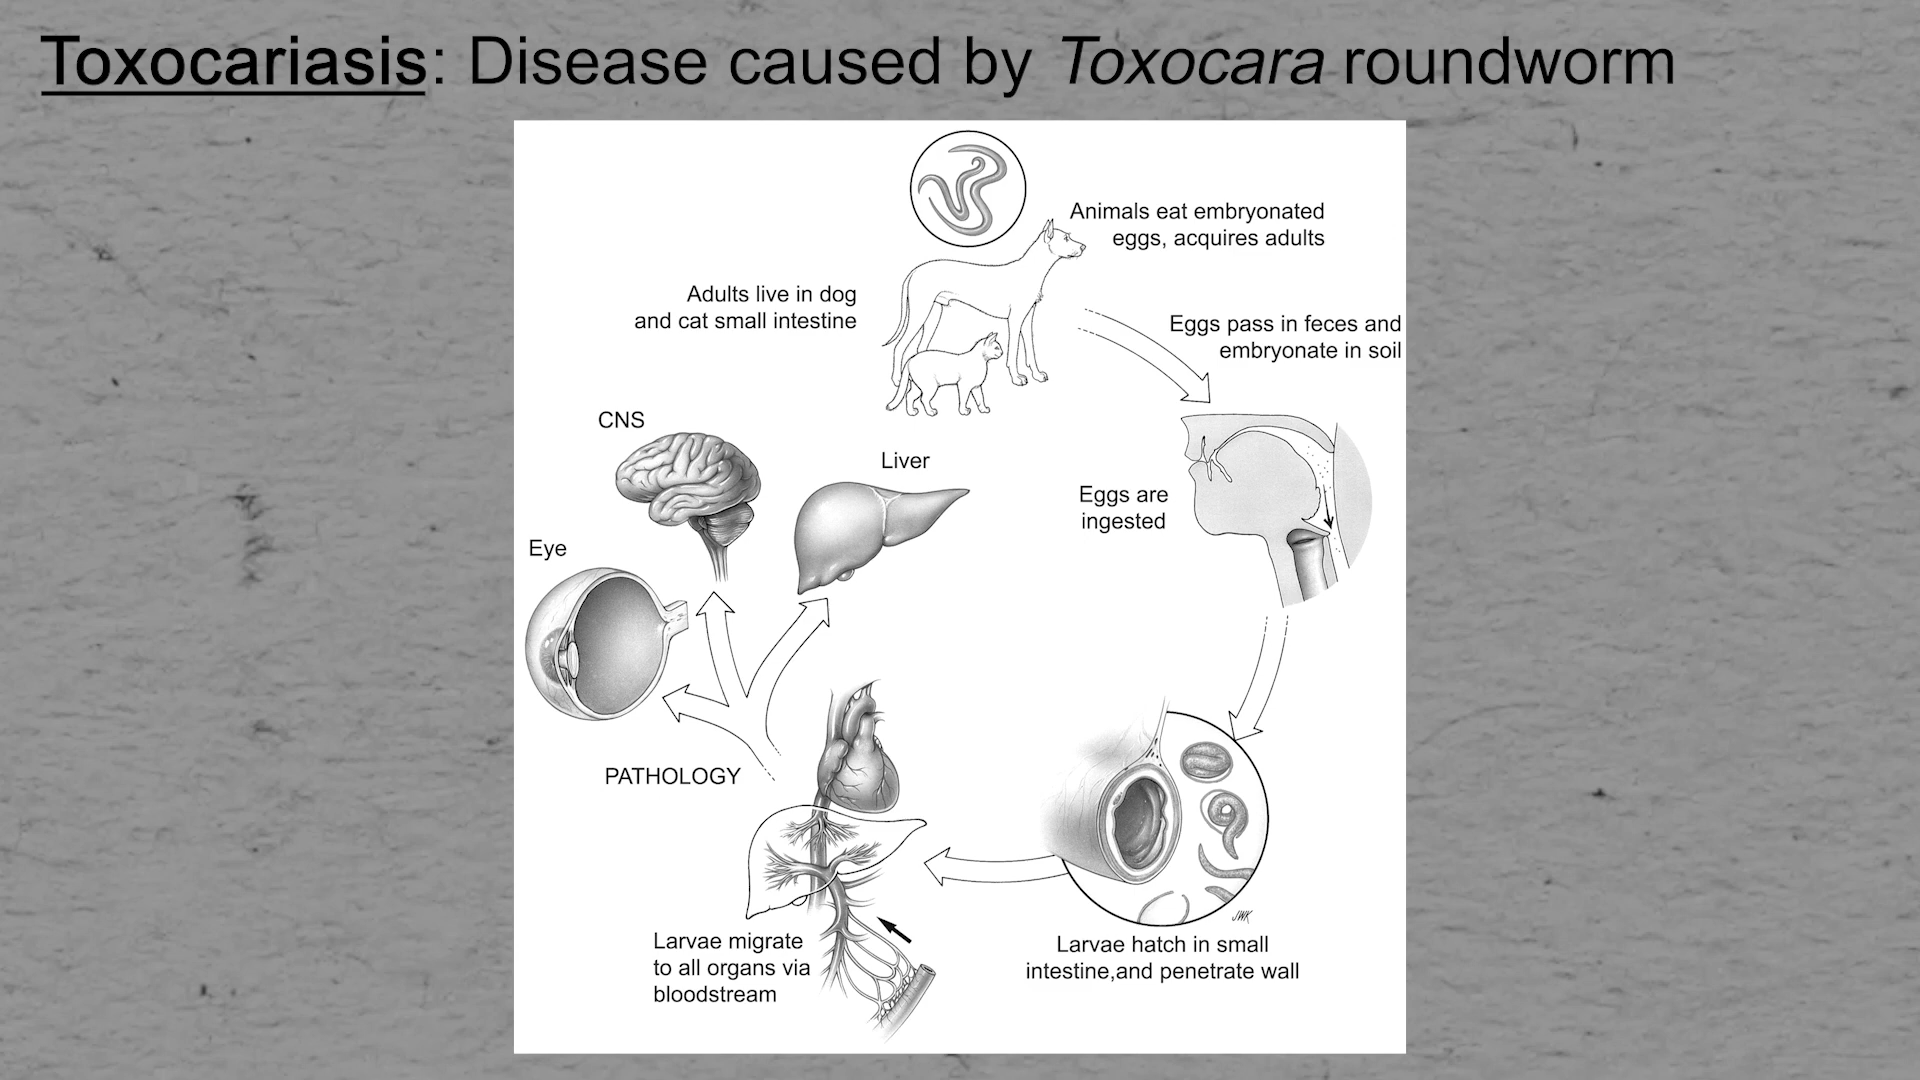 Toxocariasis: Disease caused by Toxocara roundworm
Animals eat embryonated
eggs, acquires adults
Adults live in dog
and cat small intestine
Eggs pass in feces and
embryonate in soil
CNS
Liver
Eggs are
ingested
Eye
PATHOLOGY
Larvae migrate
to all organs via
bloodstream
JWK
Larvae hatch in small
intestine,and penetrate wall